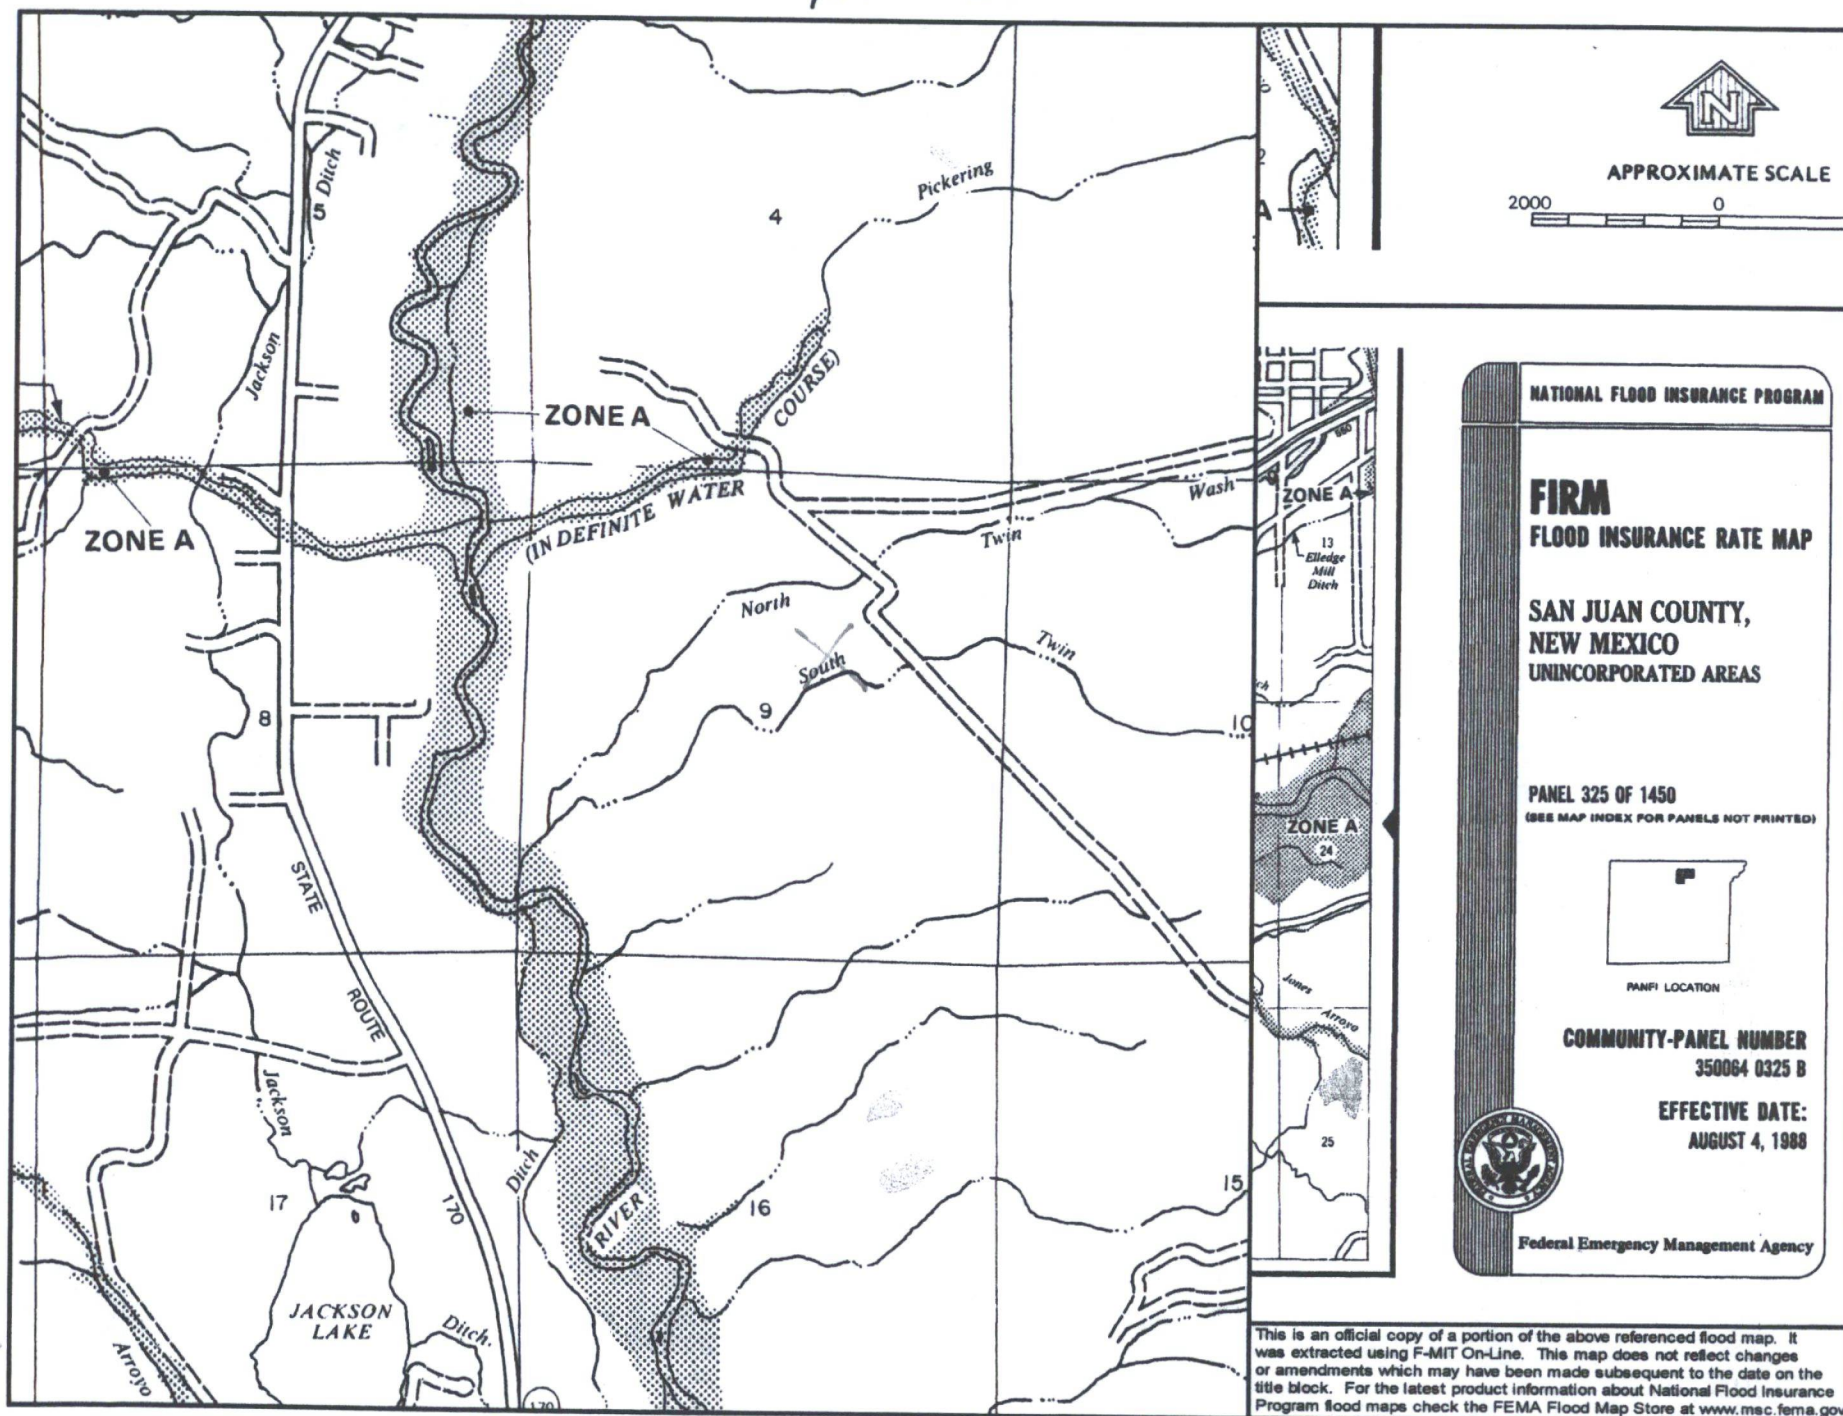 Ditch
5
Pickering
4
Jackson
ZONE A
COURSE)
ZONE A
(INDEFINITE WATER
Wash
Twin
North
South
Twin
8
9
10
STATE
ROUTE
170
Jackson
Ditch
17
RIVER
16
15
JACKSON
LAKE
Ditch
Arroyo
170
A
ZONE A
13
Elledge
Mill
Ditch
ZONE A
24
Jones
Arroyo
25
N
APPROXIMATE SCALE
2000 0
NATIONAL FLOOD INSURANCE PROGRAM
FIRM
FLOOD INSURANCE RATE MAP
SAN JUAN COUNTY,
NEW MEXICO
UNINCORPORATED AREAS
PANEL 325 OF 1450
(SEE MAP INDEX FOR PANELS NOT PRINTED)
PANEL LOCATION
COMMUNITY-PANEL NUMBER
350064 0325 B
EFFECTIVE DATE:
AUGUST 4, 1988
Federal Emergency Management Agency
This is an official copy of a portion of the above referenced flood map. It
was extracted using F-MIT On-Line. This map does not reflect changes
or amendments which may have been made subsequent to the date on the
title block. For the latest product information about National Flood Insurance
Program flood maps check the FEMA Flood Map Store at www.msc.fema.gov